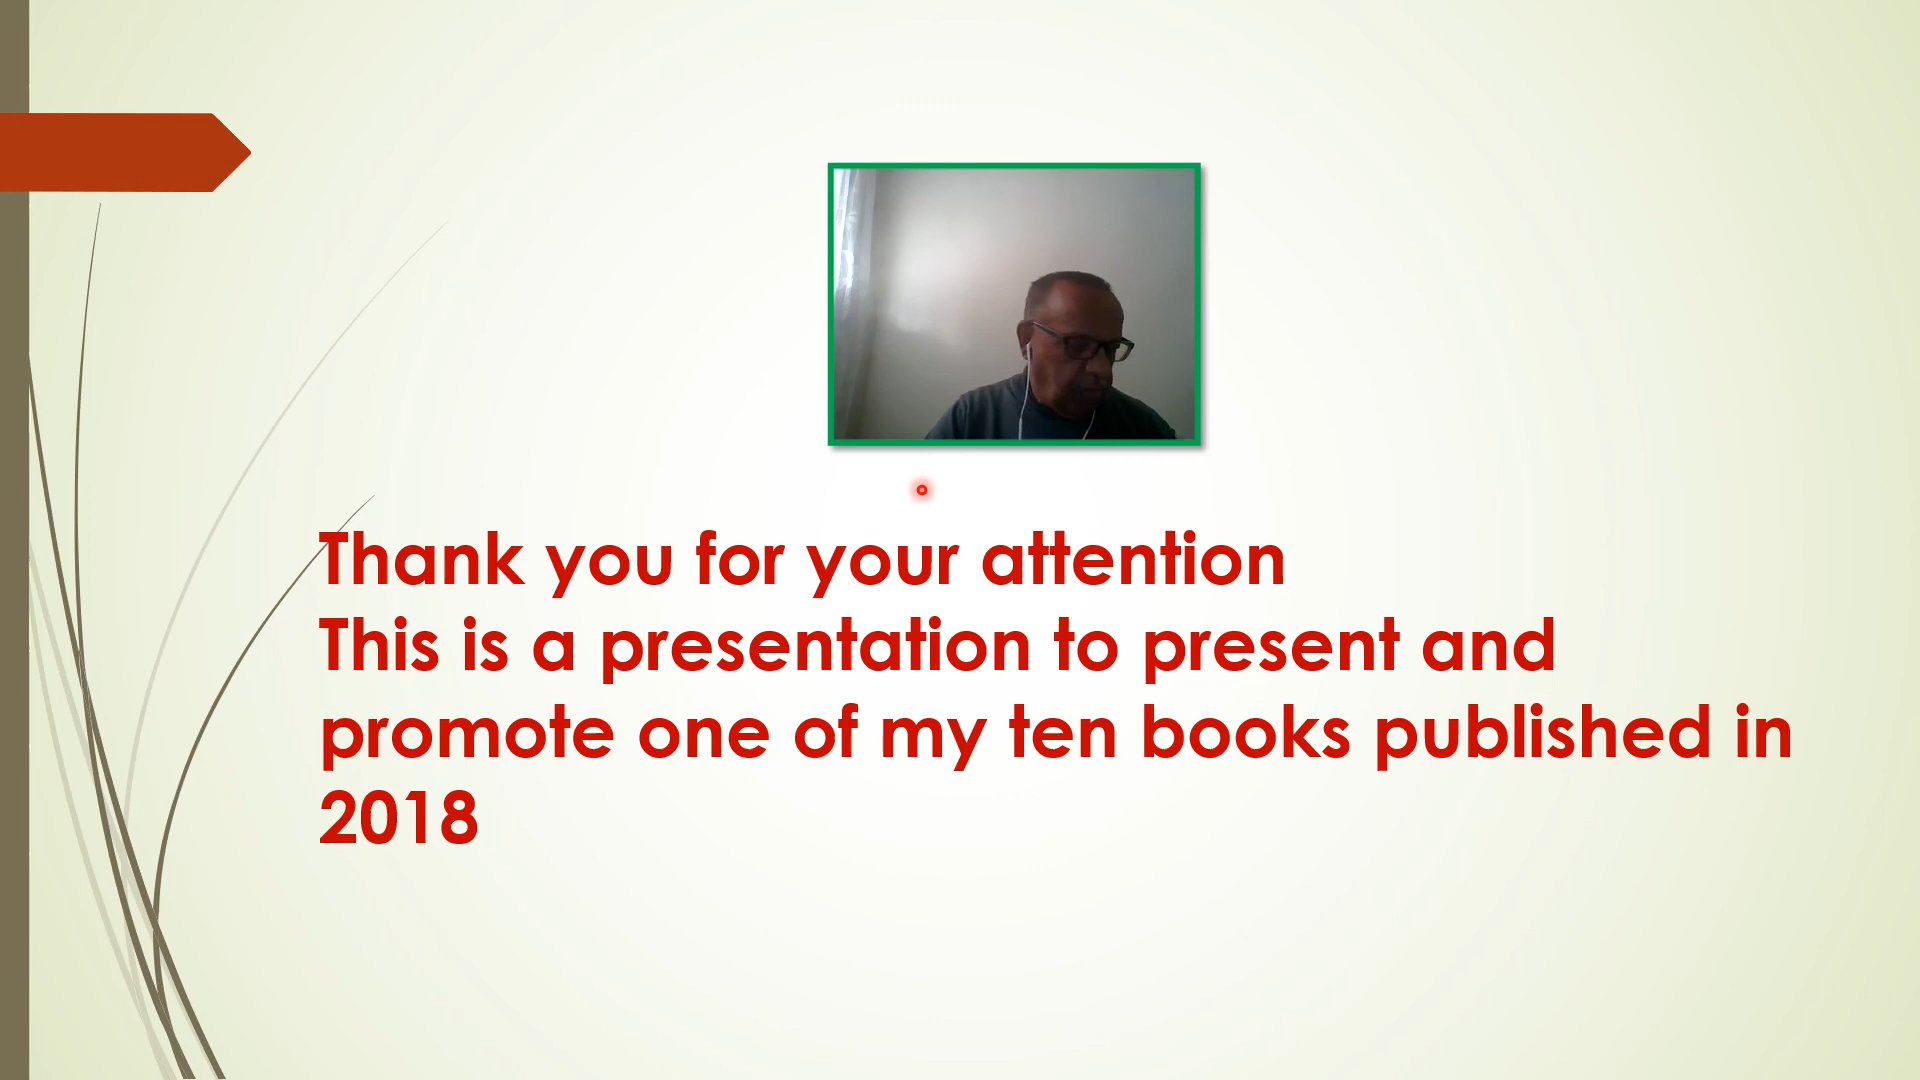 Thank you for your attention
This is a presentation to present and
promote one of my ten books published in
2018